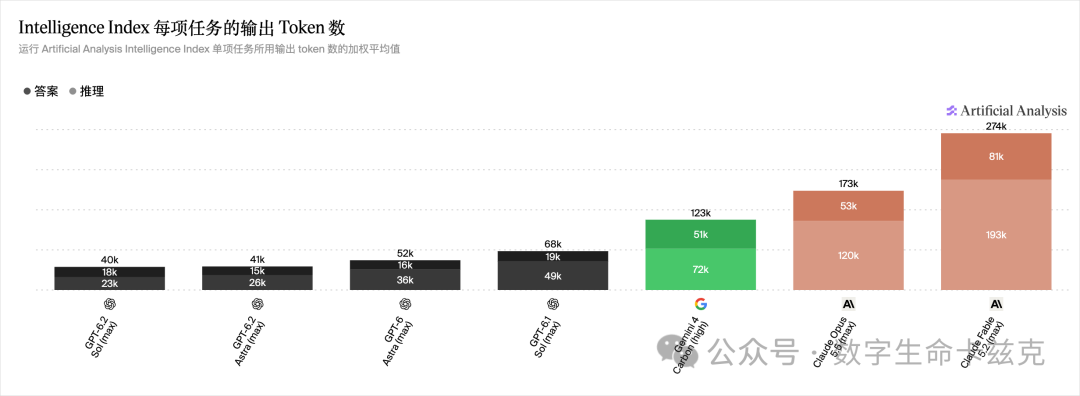 Intelligence Index 每项任务的输出 Token 数
运行 Artificial Analysis Intelligence Index 单项任务所用输出 token 数的加权平均值
答案 推理
Artificial Analysis
40k
18k
23k
GPT-6.2
Sol (max)
41k
15k
26k
GPT-6.2
Astra (max)
52k
16k
36k
GPT-6
Astra (max)
68k
19k
49k
GPT-6.1
Sol (max)
123k
51k
72k
Gemini 4
Carbon (high)
173k
53k
120k
Claude Opus
5.5 (max)
274k
81k
193k
Claude Fable
5.2 (max)
公众号 · 数字生命卡兹克